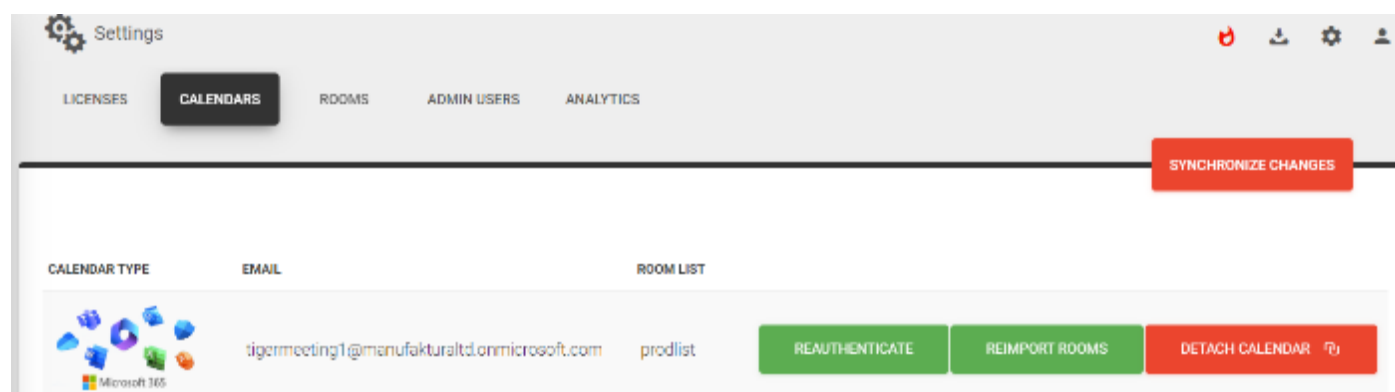 Settings
LICENSES CALENDARS ROOMS ADMIN USERS ANALYTICS
SYNCHRONIZE CHANGES
CALENDAR TYPE EMAIL ROOM LIST
tigermeeting1@manufakturaltd.onmicrosoft.com prodlist REAUTHENTICATE REIMPORT ROOMS DETACH CALENDAR
Microsoft 365